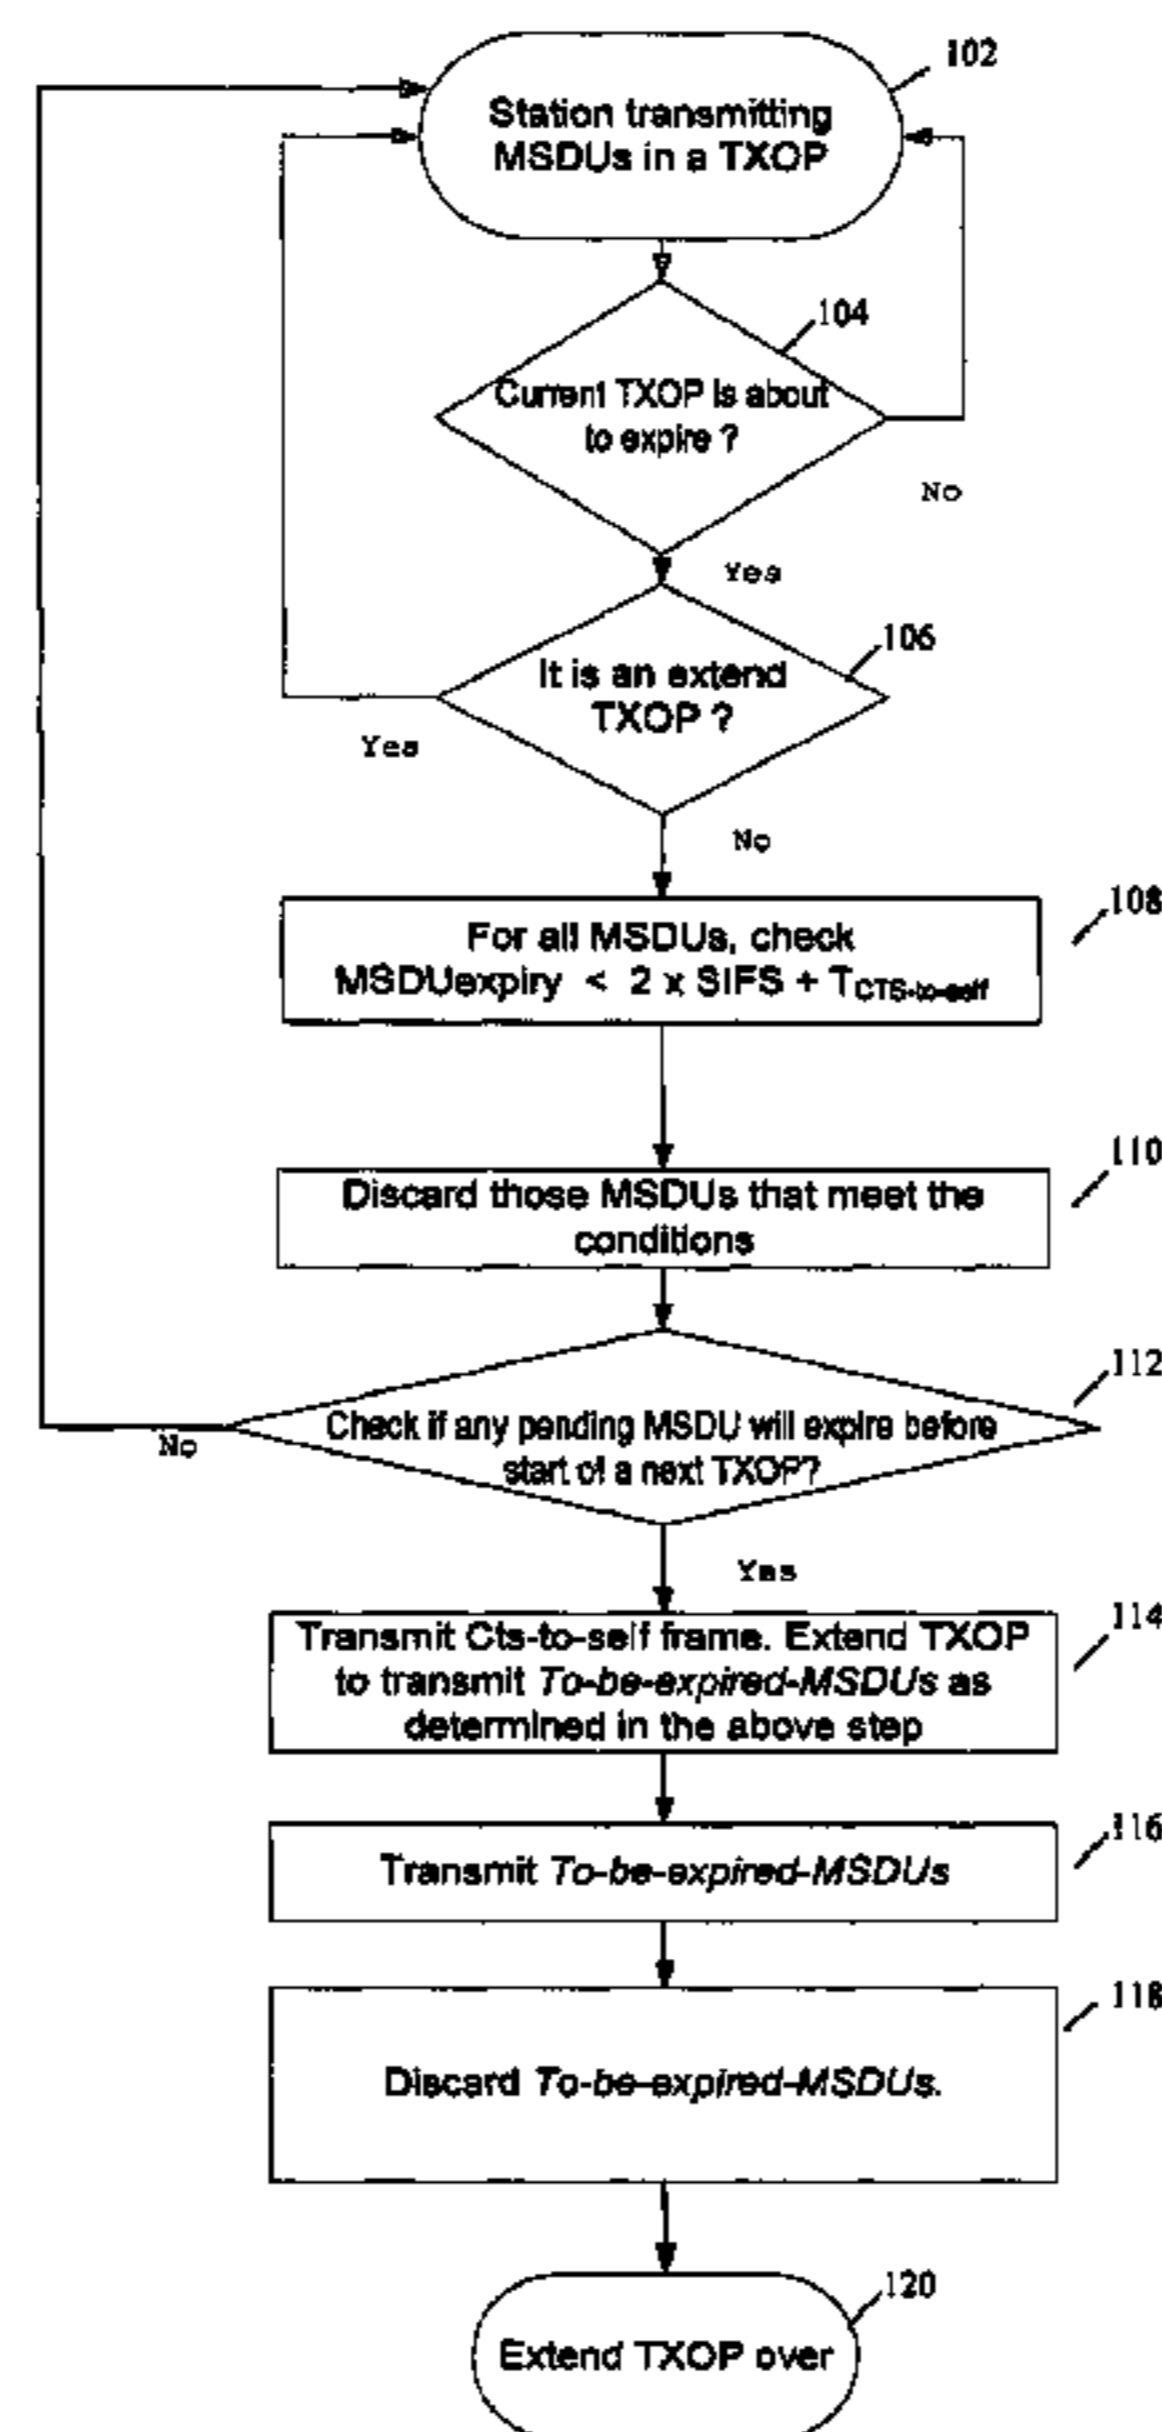 102
Station transmitting
MSDUs in a TXOP
104
Current TXOP is about
to expire ?
No
Yes
106
It is an extend
TXOP ?
Yes
No
108
For all MSDUs, check
MSDUexpiry < 2 x SIFS + TCTS-to-self
110
Discard those MSDUs that meet the
conditions
112
Check if any pending MSDU will expire before
start of a next TXOP?
No
Yes
114
Transmit Cts-to-self frame. Extend TXOP
to transmit To-be-expired-MSDUs as
determined in the above step
116
Transmit To-be-expired-MSDUs
118
Discard To-be-expired-MSDUs.
120
Extend TXOP over